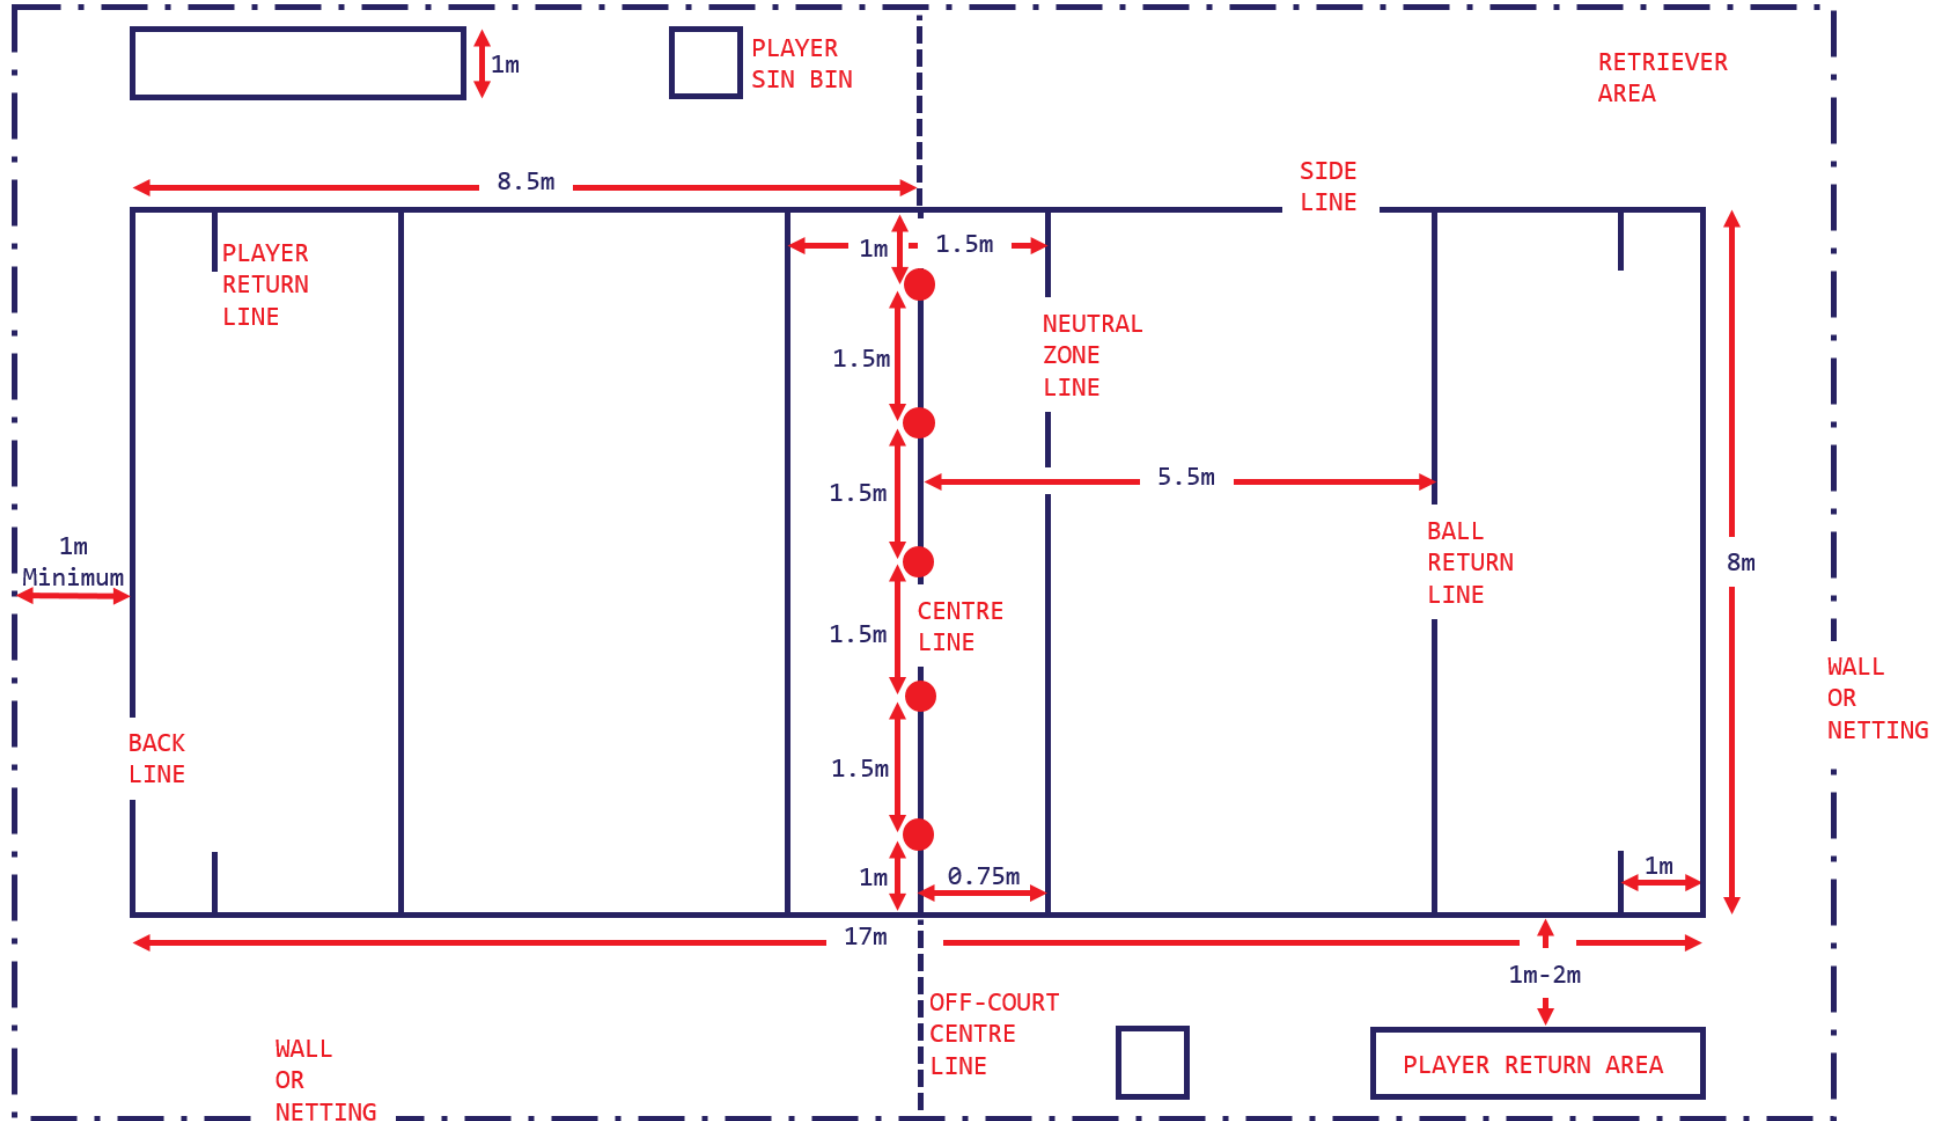 PLAYER
SIN BIN
1m
RETRIEVER
AREA
8.5m
SIDE
LINE
PLAYER
RETURN
LINE
1m
1.5m
NEUTRAL
ZONE
LINE
1.5m
5.5m
1.5m
BALL
RETURN
LINE
1m
Minimum
8m
CENTRE
LINE
1.5m
WALL
OR
NETTING
BACK
LINE
1.5m
1m
0.75m
1m
17m
1m-2m
OFF-COURT
CENTRE
LINE
WALL
OR
NETTING
PLAYER RETURN AREA